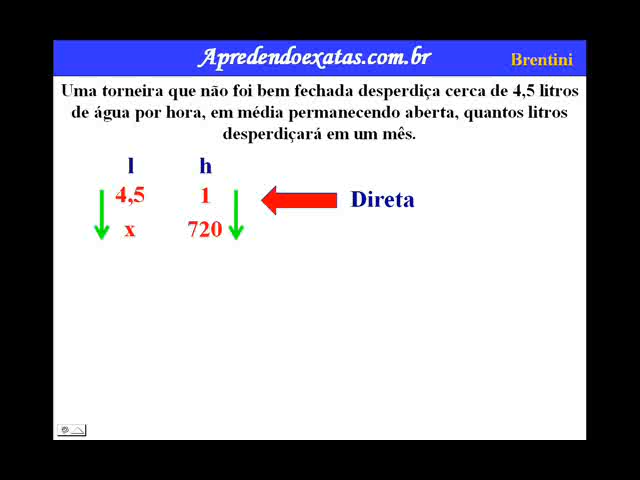 Apredendoexatas.com.br
Brentini
Uma torneira que não foi bem fechada desperdiça cerca de 4,5 litros
de água por hora, em média permanecendo aberta, quantos litros
desperdiçará em um mês.
l h
4,5 1
Direta
x 720